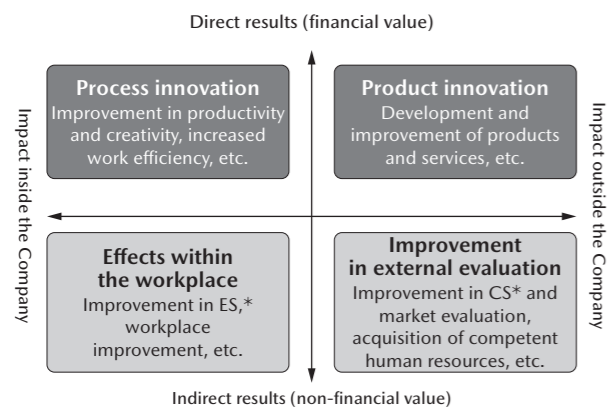 Direct results (financial value)
Process innovation
Improvement in productivity
and creativity, increased
work efficiency, etc.
Product innovation
Development and
improvement of products
and services, etc.
Impact inside the Company
Impact outside the Company
Effects within
the workplace
Improvement in ES,*
workplace
improvement, etc.
Improvement
in external evaluation
Improvement in CS* and
market evaluation,
acquisition of competent
human resources, etc.
Indirect results (non-financial value)